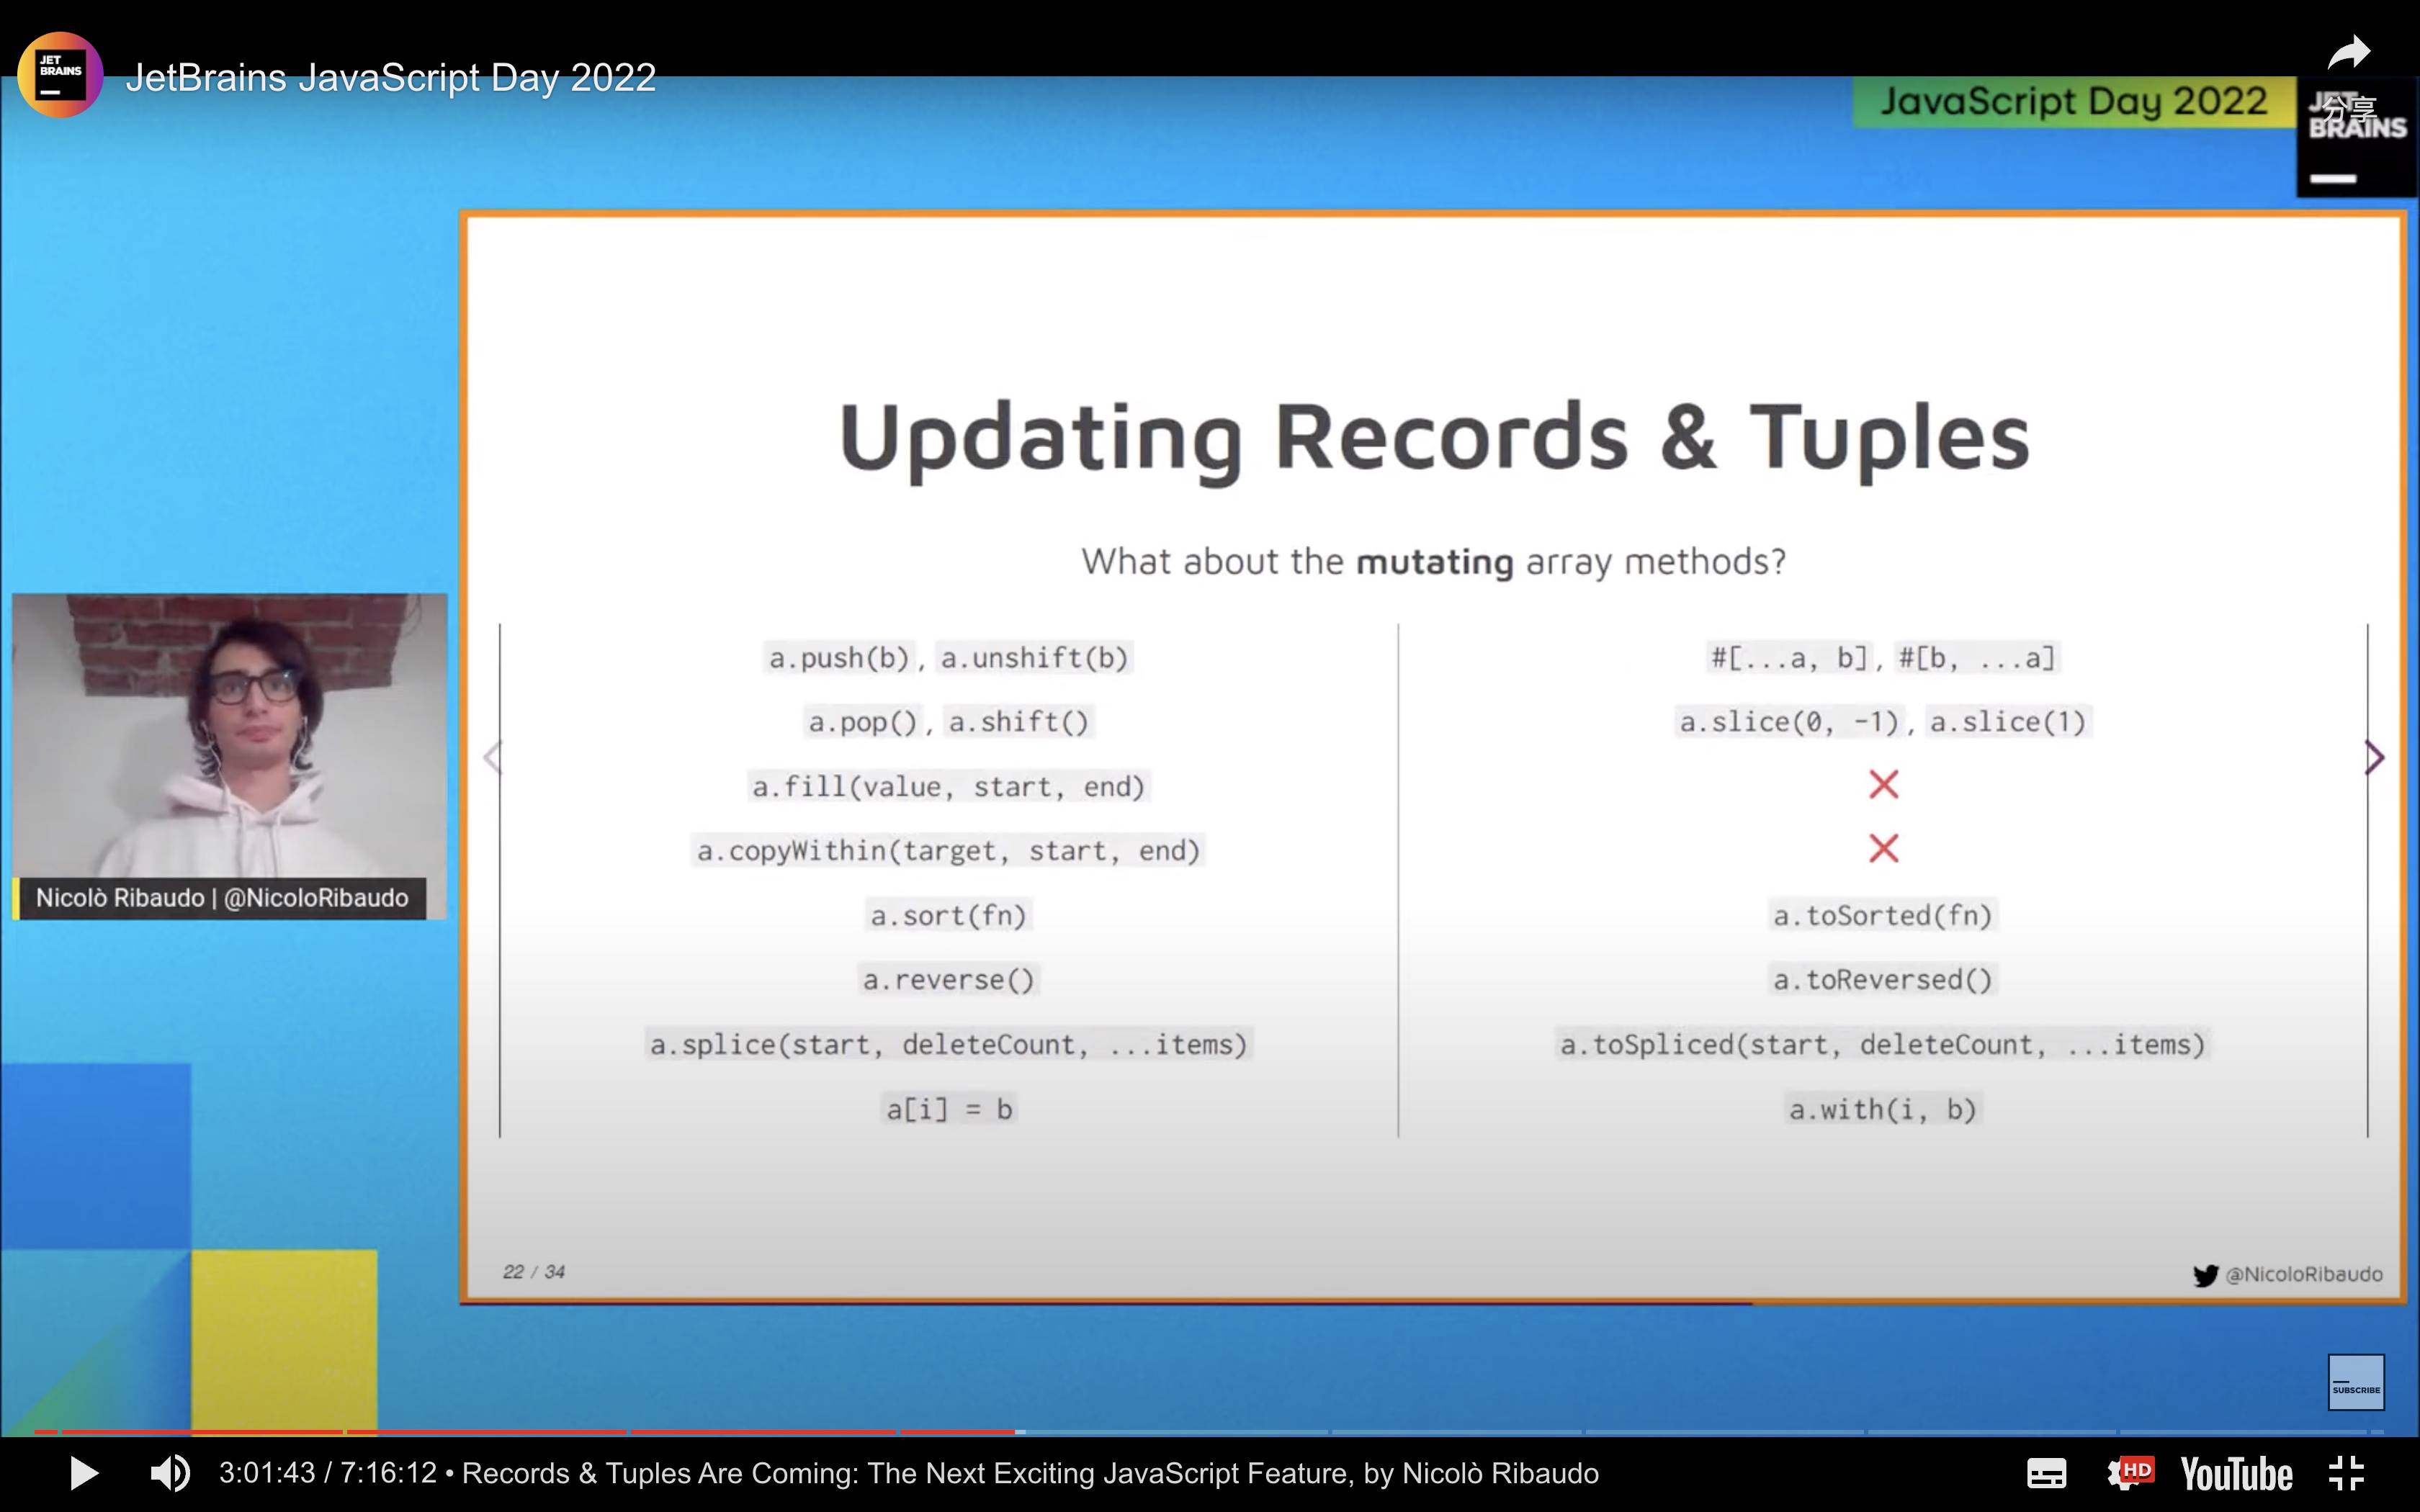 JET
BRAINS
JetBrains JavaScript Day 2022
JavaScript Day 2022
JET
BRAINS
分享
Updating Records & Tuples
What about the mutating array methods?
a.push(b), a.unshift(b)
#[...a, b], #[b, ...a]
a.pop(), a.shift()
a.slice(0, -1), a.slice(1)
a.fill(value, start, end)
a.copyWithin(target, start, end)
a.sort(fn)
a.toSorted(fn)
a.reverse()
a.toReversed()
a.splice(start, deleteCount, ...items)
a.toSpliced(start, deleteCount, ...items)
a[i] = b
a.with(i, b)
Nicolò Ribaudo | @NicoloRibaudo
22 / 34
@NicoloRibaudo
SUBSCRIBE
3:01:43 / 7:16:12 • Records & Tuples Are Coming: The Next Exciting JavaScript Feature, by Nicolò Ribaudo
HD
YouTube